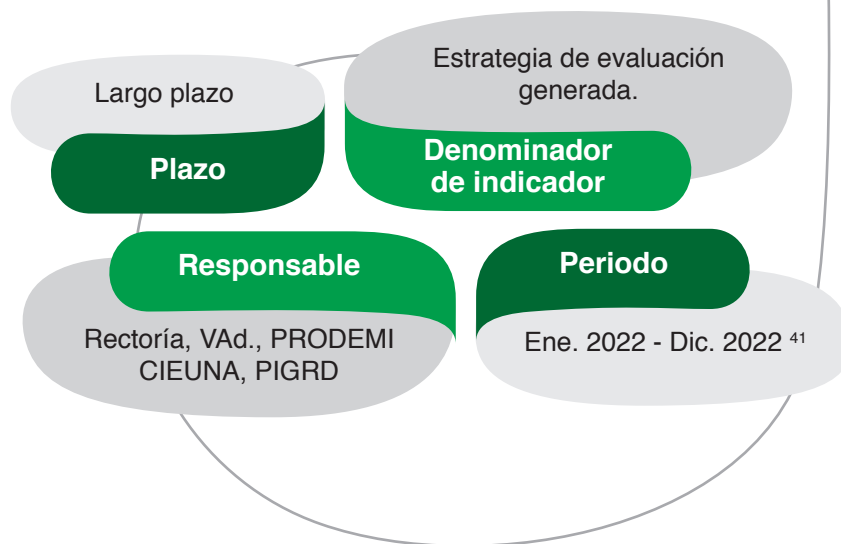 Largo plazo
Plazo
Estrategia de evaluación
generada.
Denominador
de indicador
Responsable
Rectoría, VAd., PRODEMI
CIEUNA, PIGRD
Periodo
Ene. 2022 - Dic. 2022 41